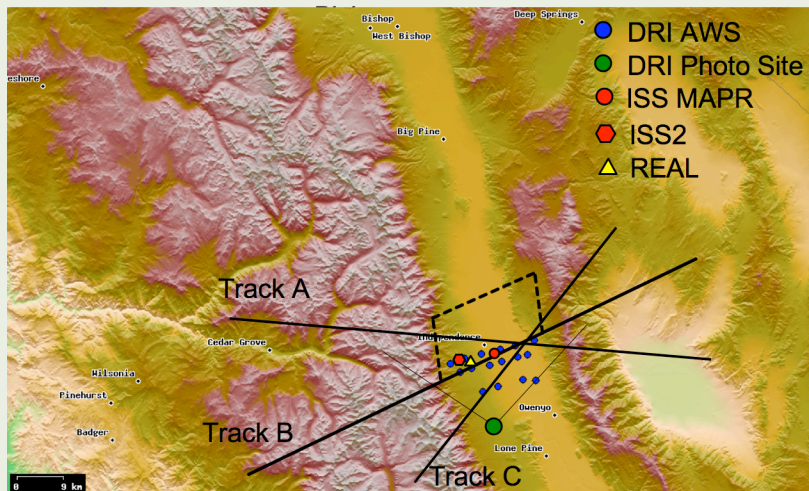 Bishop
West Bishop
Deep Springs
DRI AWS
DRI Photo Site
ISS MAPR
ISS2
REAL
eshore
Big Pine
Track A
Independence
Cedar Grove
Wilsonia
Pinehurst
Badger
Track B
Owenyo
Lone Pine
Track C
0 9 km